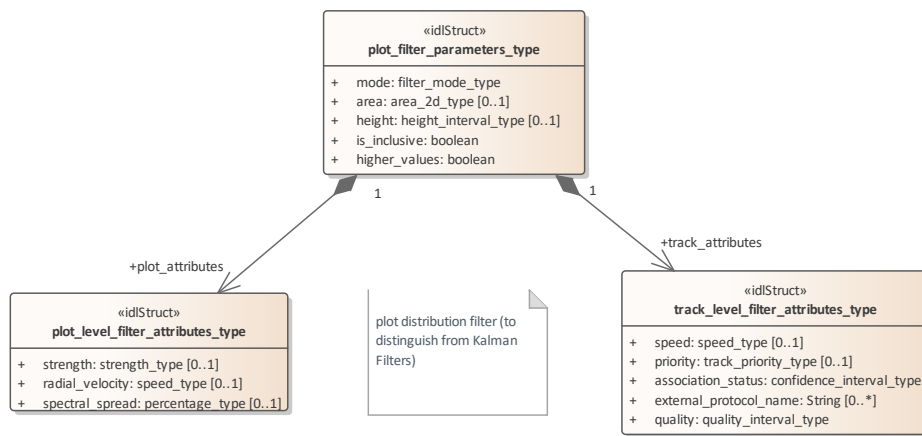 «idlStruct»
plot_filter_parameters_type
+ mode: filter_mode_type
+ area: area_2d_type [0..1]
+ height: height_interval_type [0..1]
+ is_inclusive: boolean
+ higher_values: boolean
1
1
+plot_attributes
+track_attributes
«idlStruct»
plot_level_filter_attributes_type
+ strength: strength_type [0..1]
+ radial_velocity: speed_type [0..1]
+ spectral_spread: percentage_type [0..1]
plot distribution filter (to
distinguish from Kalman
Filters)
«idlStruct»
track_level_filter_attributes_type
+ speed: speed_type [0..1]
+ priority: track_priority_type [0..1]
+ association_status: confidence_interval_type
+ external_protocol_name: String [0..*]
+ quality: quality_interval_type